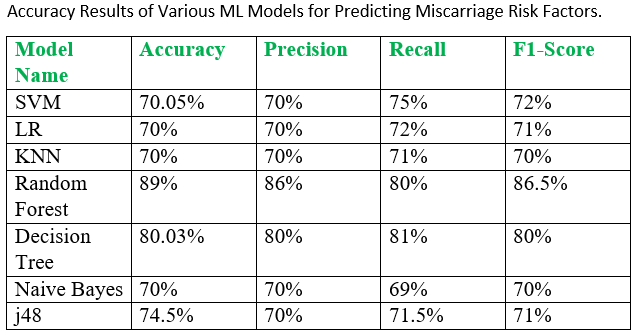 Accuracy Results of Various ML Models for Predicting Miscarriage Risk Factors.
Model Name Accuracy Precision Recall F1-Score
SVM 70.05% 70% 75% 72%
LR 70% 70% 72% 71%
KNN 70% 70% 71% 70%
Random Forest 89% 86% 80% 86.5%
Decision Tree 80.03% 80% 81% 80%
Naive Bayes 70% 70% 69% 70%
j48 74.5% 70% 71.5% 71%